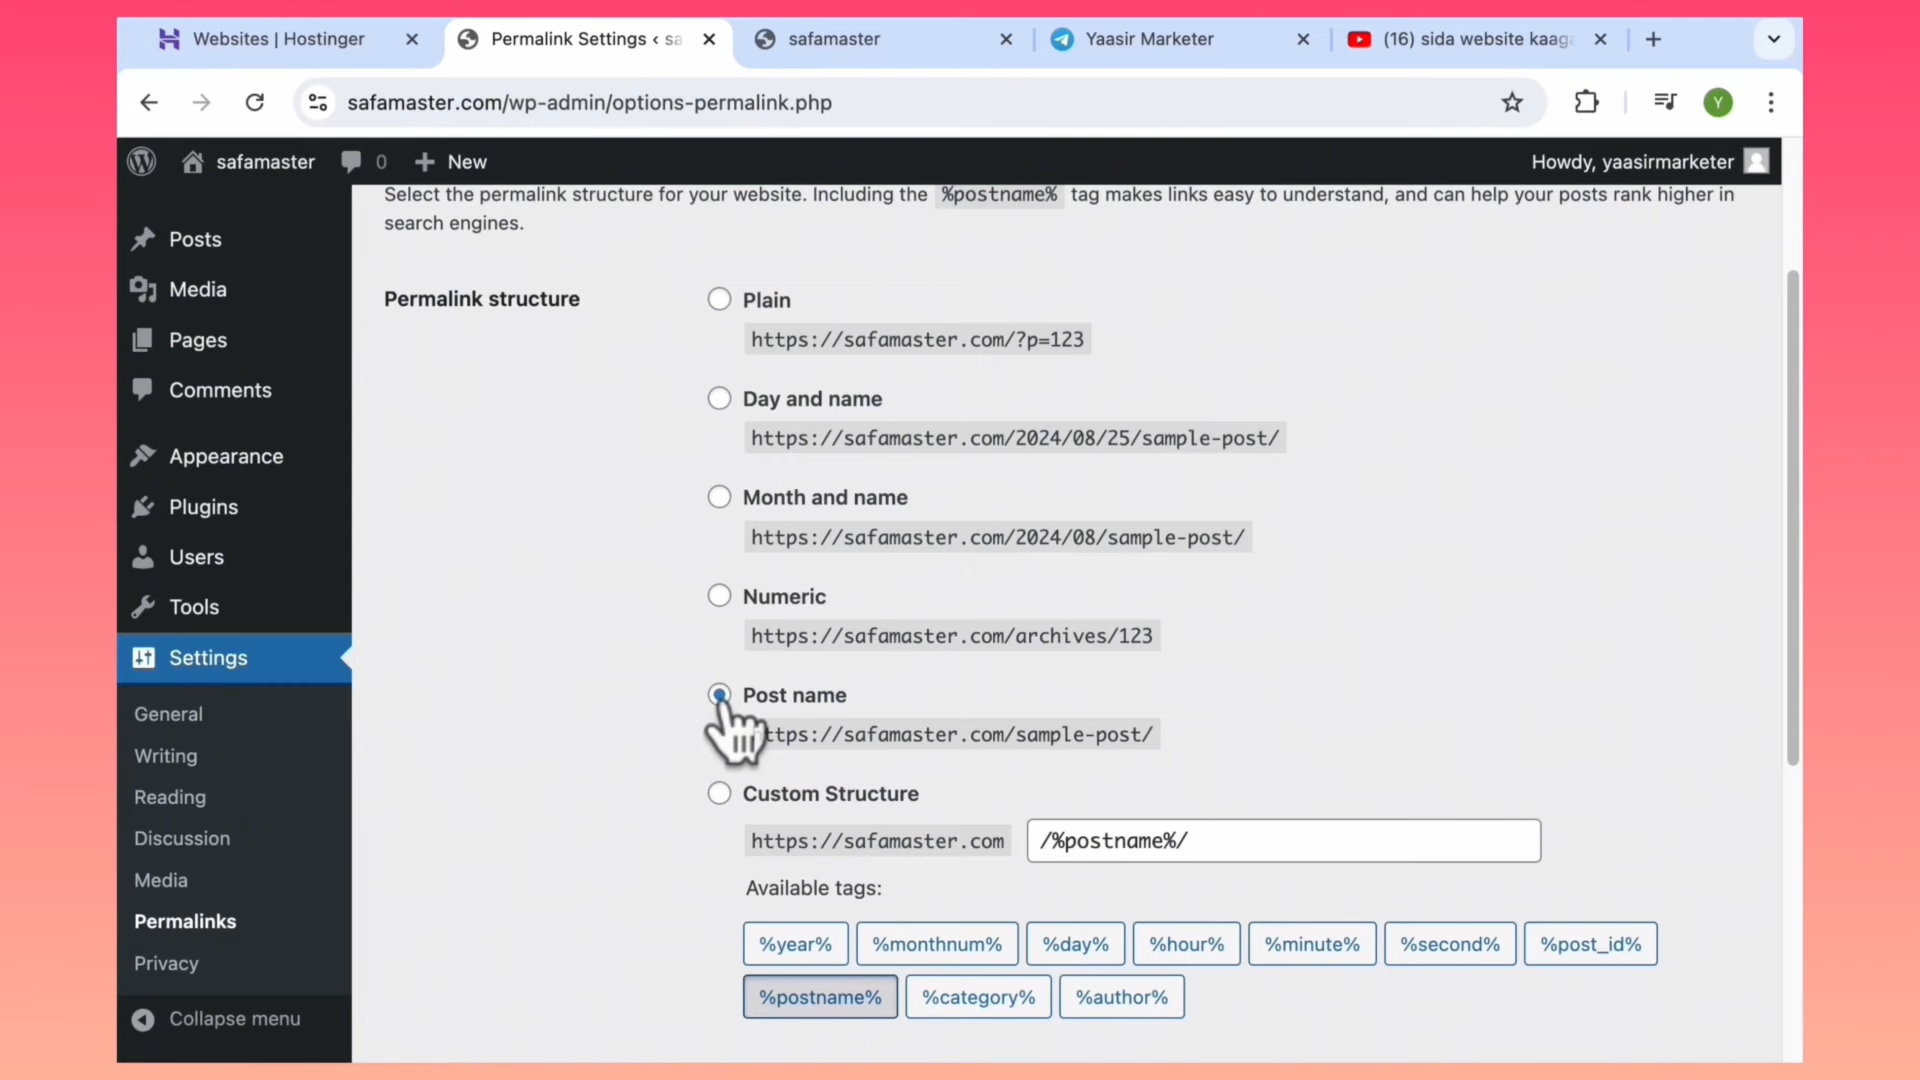 Websites | Hostinger
Permalink Settings ‹ sa
safamaster
Yaasir Marketer
(16) sida website kaaga
safamaster.com/wp-admin/options-permalink.php
Y
safamaster
0
New
Howdy, yaasirmarketer
Select the permalink structure for your website. Including the %postname% tag makes links easy to understand, and can help your posts rank higher in
search engines.
Posts
Media
Pages
Comments
Appearance
Plugins
Users
Tools
Settings
General
Writing
Reading
Discussion
Media
Permalinks
Privacy
Collapse menu
Permalink structure
Plain
https://safamaster.com/?p=123
Day and name
https://safamaster.com/2024/08/25/sample-post/
Month and name
https://safamaster.com/2024/08/sample-post/
Numeric
https://safamaster.com/archives/123
Post name
ttps://safamaster.com/sample-post/
Custom Structure
https://safamaster.com /%postname%/
Available tags:
%year% %monthnum% %day% %hour% %minute% %second% %post_id%
%postname% %category% %author%